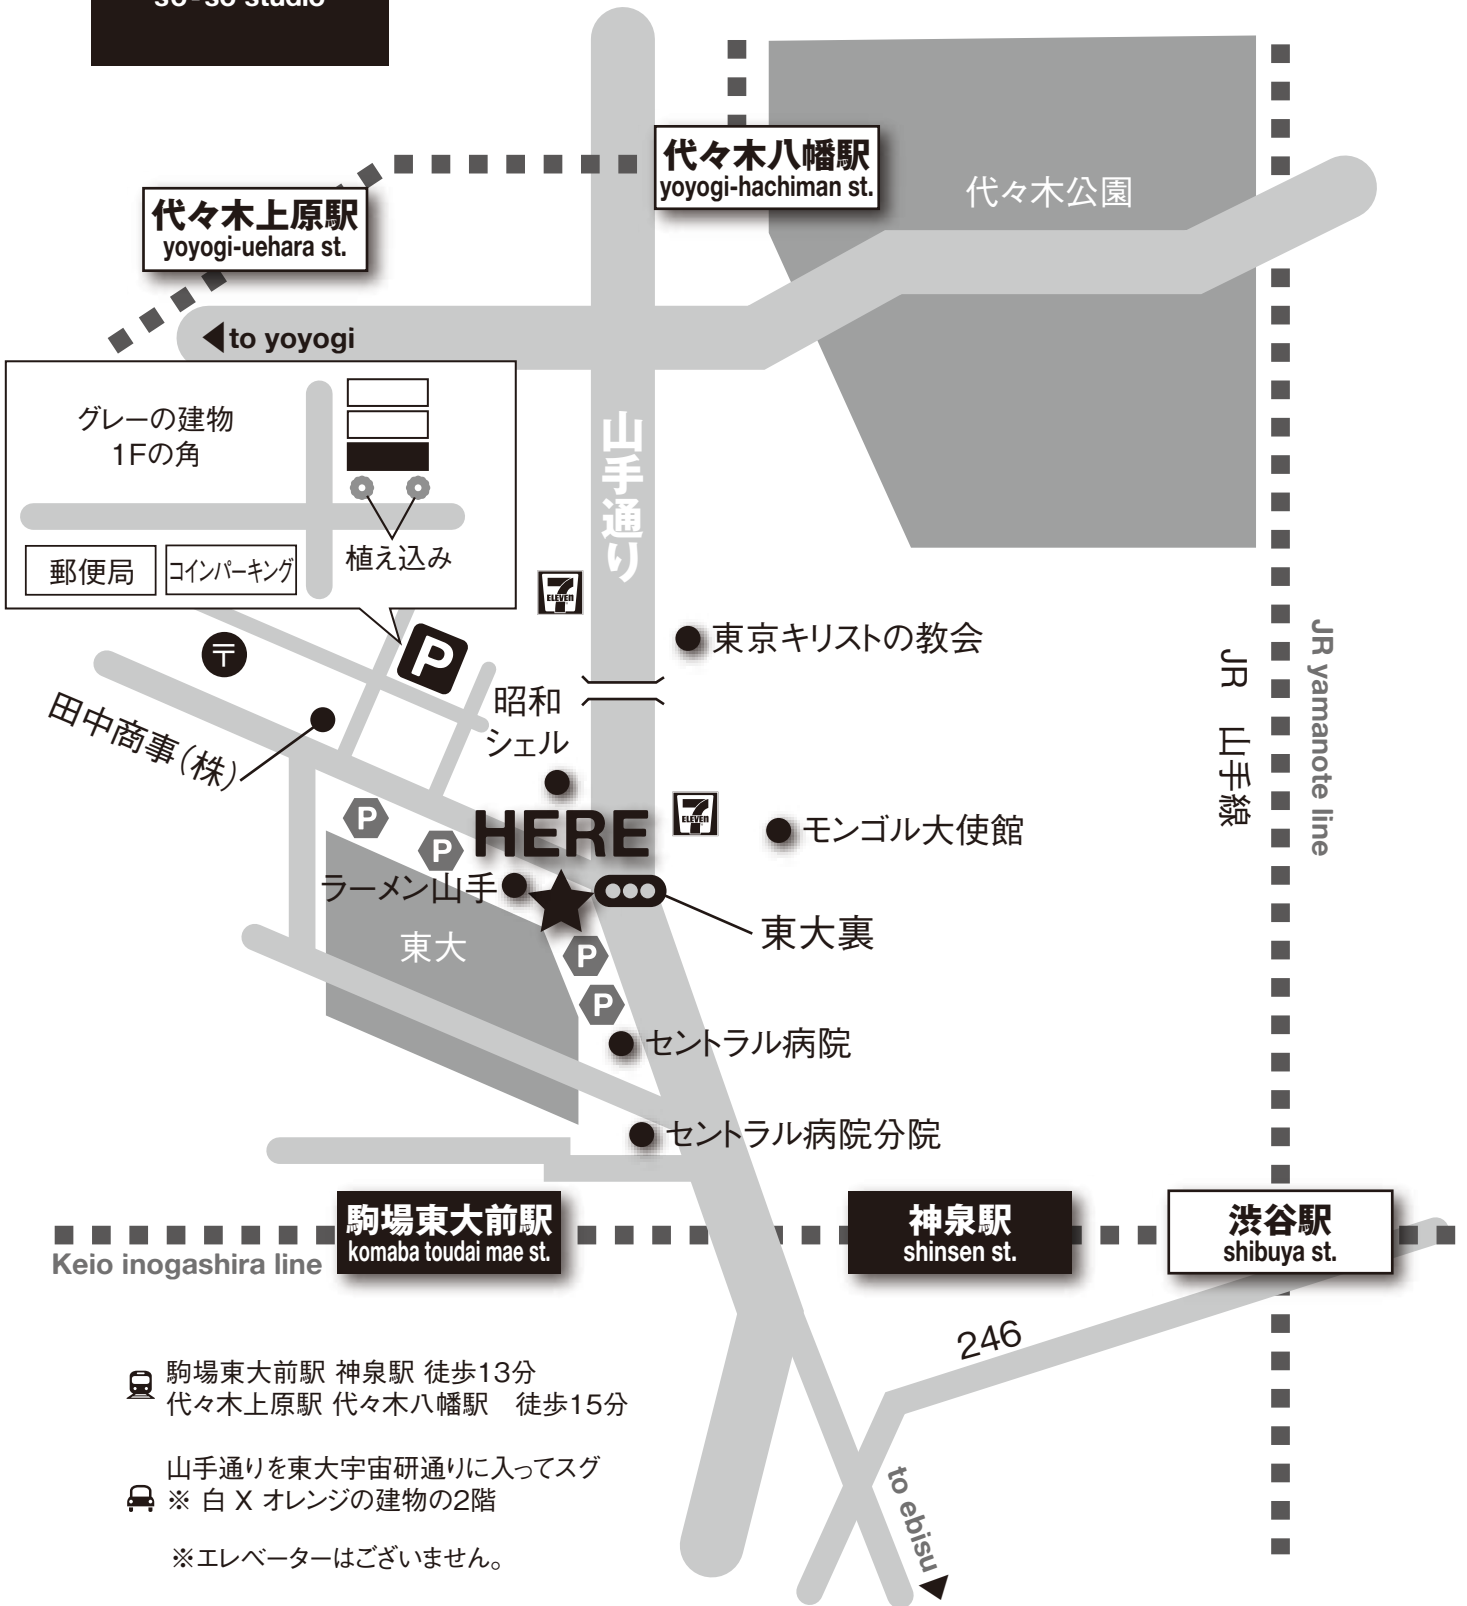 so-so studio
代々木八幡駅
yoyogi-hachiman st.
代々木公園
代々木上原駅
yoyogi-uehara st.
to yoyogi
グレーの建物
1Fの角
郵便局
コインパーキング
植え込み
山手通り
7
ELEVEN
東京キリストの教会
〒
P
昭和
シェル
田中商事(株)
JR 山手線
JR yamanote line
P
P
HERE
7
ELEVEN
モンゴル大使館
ラーメン山手
東大裏
東大
P
P
セントラル病院
セントラル病院分院
駒場東大前駅
komaba toudai mae st.
神泉駅
shinsen st.
渋谷駅
shibuya st.
Keio inogashira line
246
to ebisu
駒場東大前駅 神泉駅 徒歩13分
代々木上原駅 代々木八幡駅 徒歩15分
山手通りを東大宇宙研通りに入ってスグ
※ 白 X オレンジの建物の2階
※エレベーターはございません。